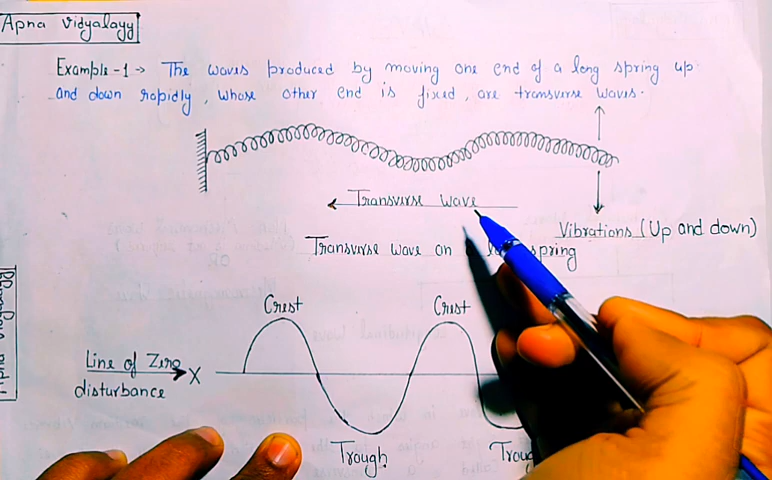 Apna Vidyalayy
Example-1 → The waves produced by moving one end of a long spring up
and down rapidly, whose other end is fixed, are transverse waves.
Transverse wave
Vibrations (Up and down)
Transverse wave on a long spring
Crest Crest
Line of Zero
disturbance
X
Trough